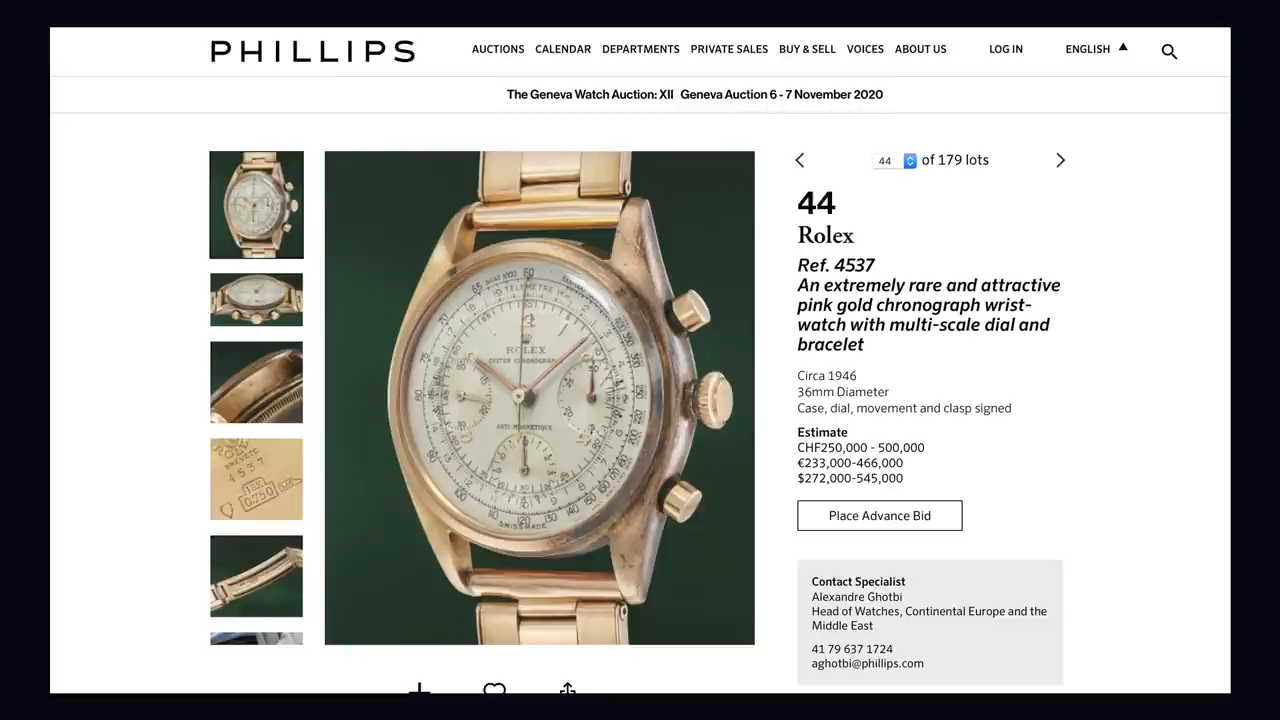 PHILLIPS
AUCTIONS CALENDAR DEPARTMENTS PRIVATE SALES BUY & SELL VOICES ABOUT US LOG IN ENGLISH
The Geneva Watch Auction: XII Geneva Auction 6 - 7 November 2020
44 of 179 lots
44
Rolex
Ref. 4537
An extremely rare and attractive
pink gold chronograph wrist-
watch with multi-scale dial and
bracelet
Circa 1946
36mm Diameter
Case, dial, movement and clasp signed
Estimate
CHF250,000 - 500,000
€233,000-466,000
$272,000-545,000
Place Advance Bid
Contact Specialist
Alexandre Ghotbi
Head of Watches, Continental Europe and the
Middle East
41 79 637 1724
aghotbi@phillips.com
BASE 1000
TELEMETRE 1Km
ROLEX
OYSTER CHRONOGRAPH
ANTI-MAGNETIQUE
SWISS MADE
4537
18K
0.750